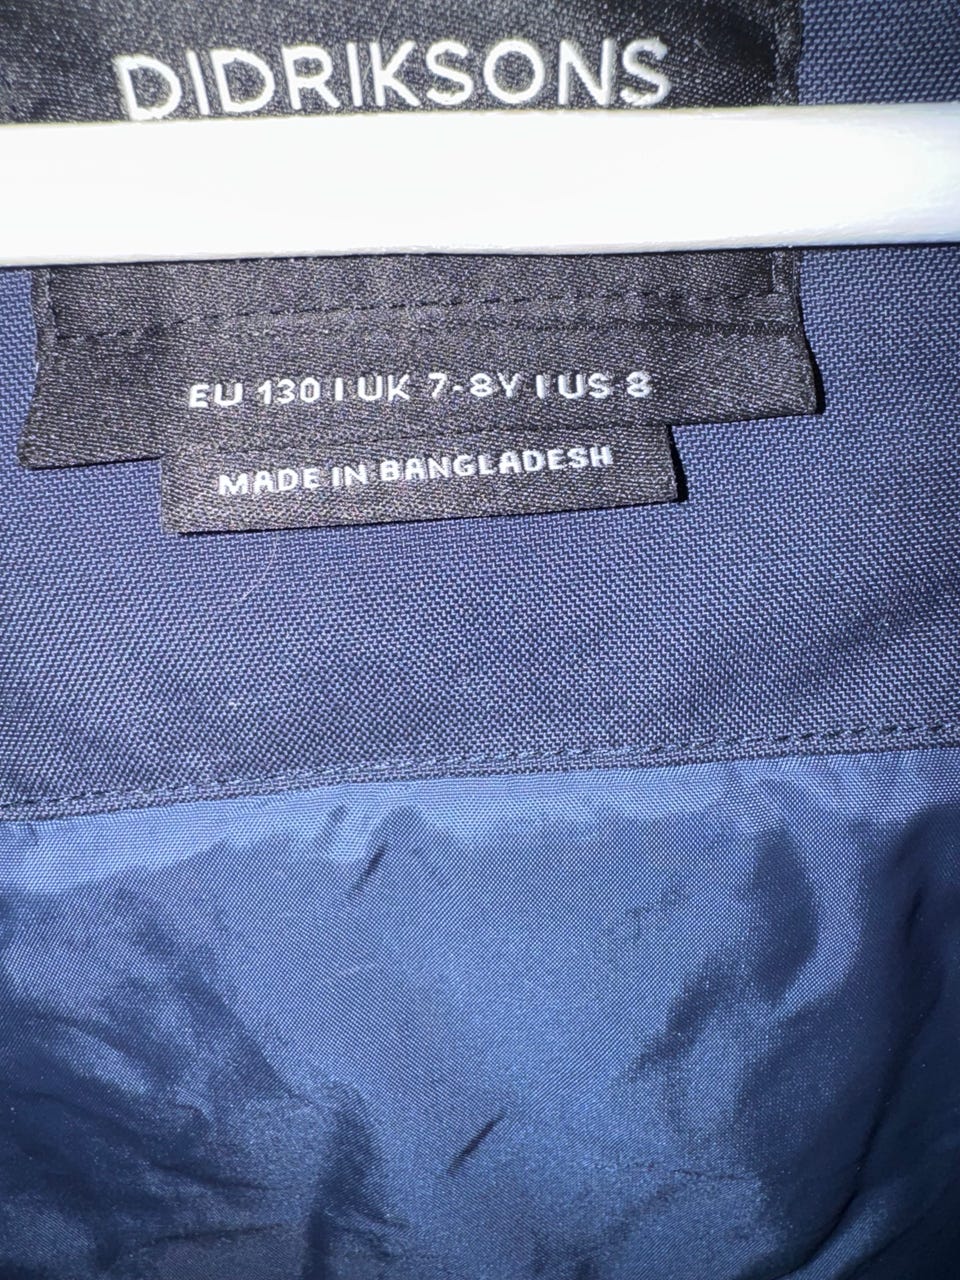 DIDRIKSONS
EU 130 | UK 7-8Y | US 8
MADE IN BANGLADESH